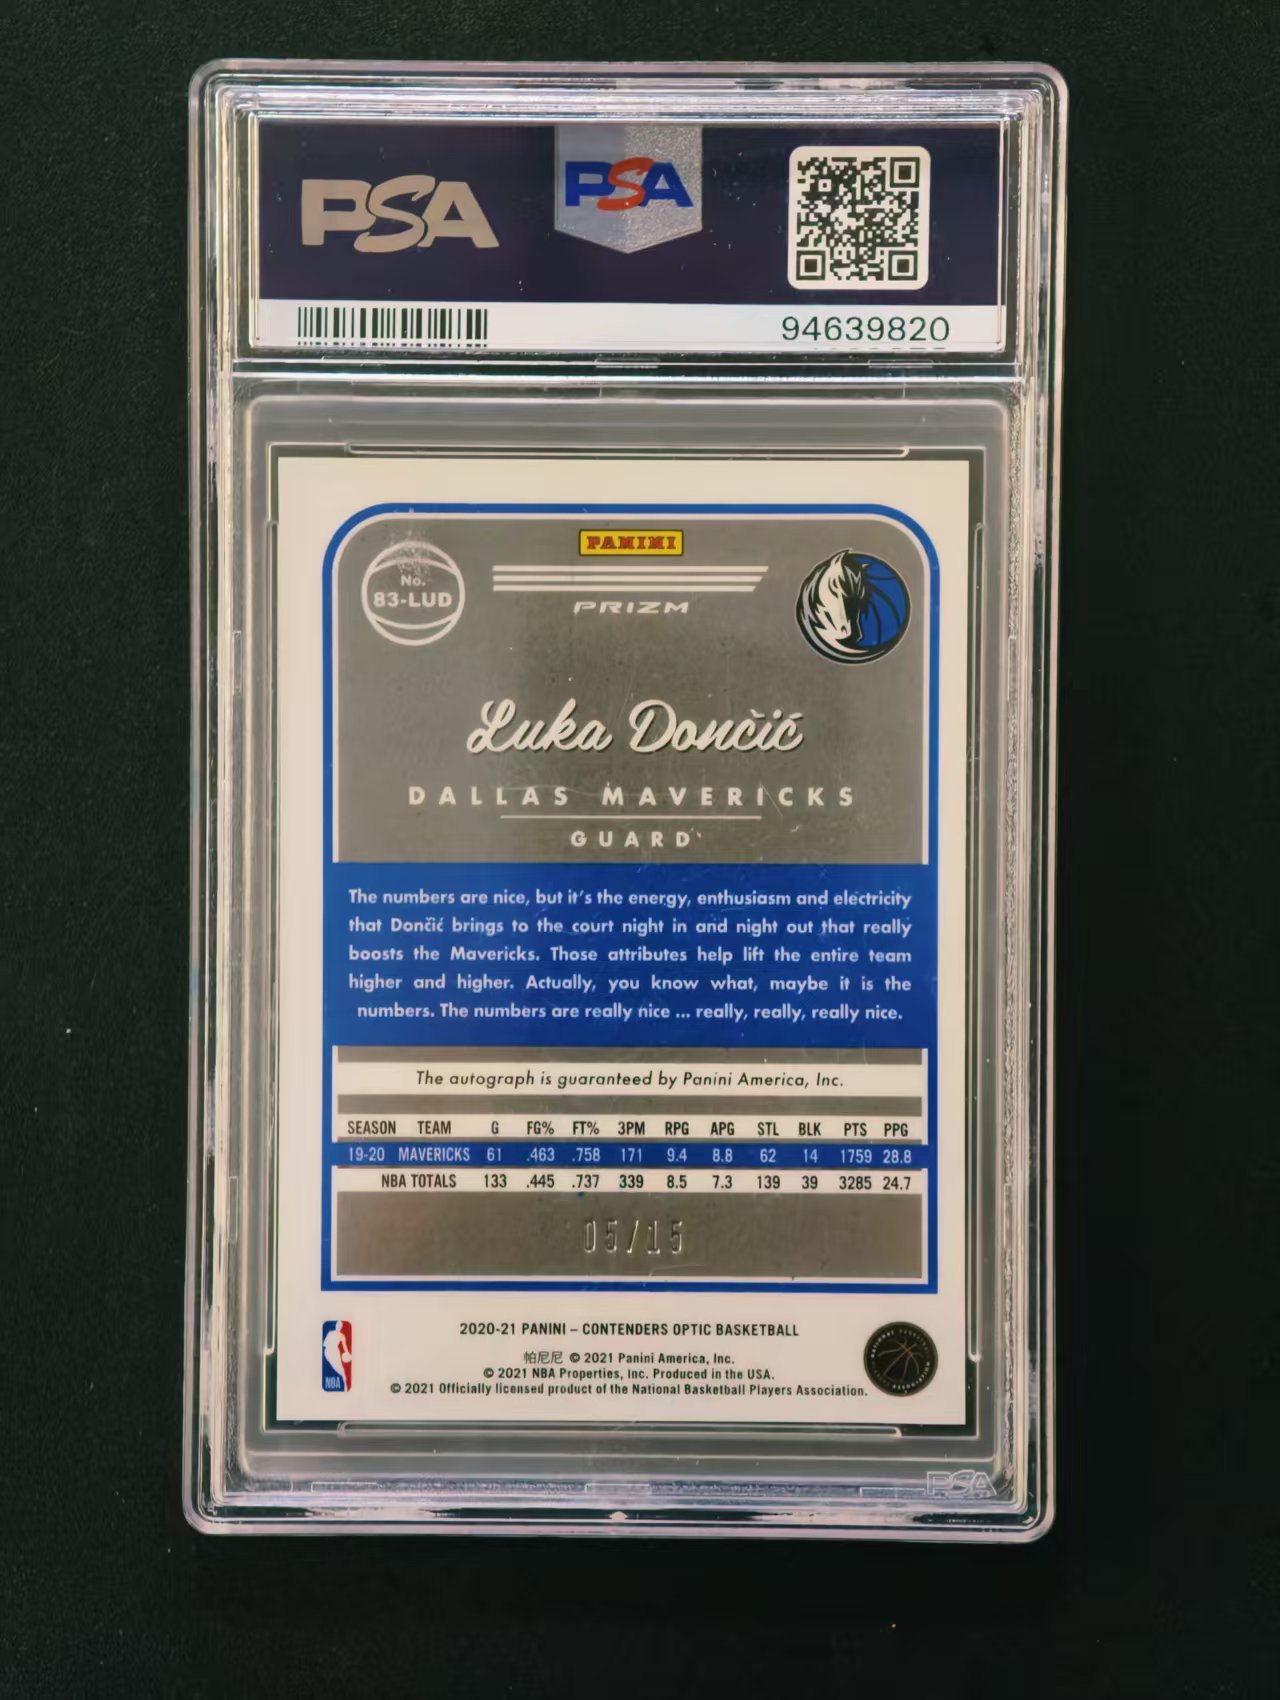 PSA
PSA
94639820
PANINI
No.
83-LUD
PRIZM
Luka Dončić
DALLAS MAVERICKS
GUARD
The numbers are nice, but it's the energy, enthusiasm and electricity
that Dončić brings to the court night in and night out that really
boosts the Mavericks. Those attributes help lift the entire team
higher and higher. Actually, you know what, maybe it is the
numbers. The numbers are really nice ... really, really, really nice.
The autograph is guaranteed by Panini America, Inc.
SEASON TEAM G FG% FT% 3PM RPG APG STL BLK PTS PPG
19-20 MAVERICKS 61 .463 .758 171 9.4 8.8 62 14 1759 28.8
NBA TOTALS 133 .445 .737 339 8.5 7.3 139 39 3285 24.7
05/15
2020-21 PANINI – CONTENDERS OPTIC BASKETBALL
帕尼尼 © 2021 Panini America, Inc.
© 2021 NBA Properties, Inc. Produced in the USA.
© 2021 Officially licensed product of the National Basketball Players Association.
NBA
PSA